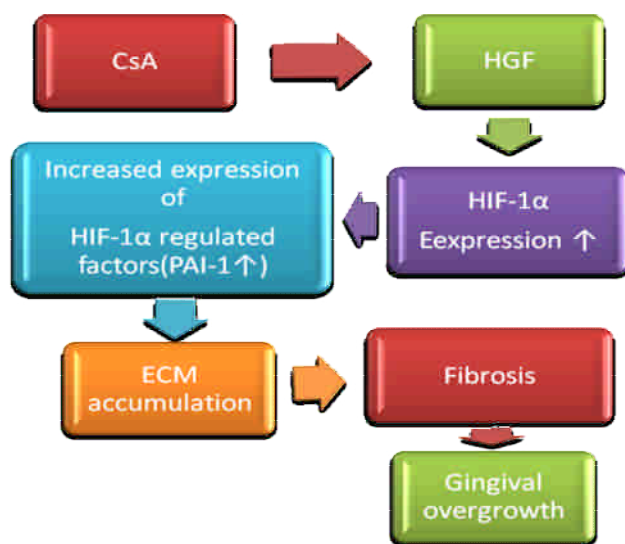 CsA
HGF
HIF-1α
Eexpression ↑
Increased expression
of
HIF-1α regulated
factors(PAI-1↑)
ECM
accumulation
Fibrosis
Gingival
overgrowth